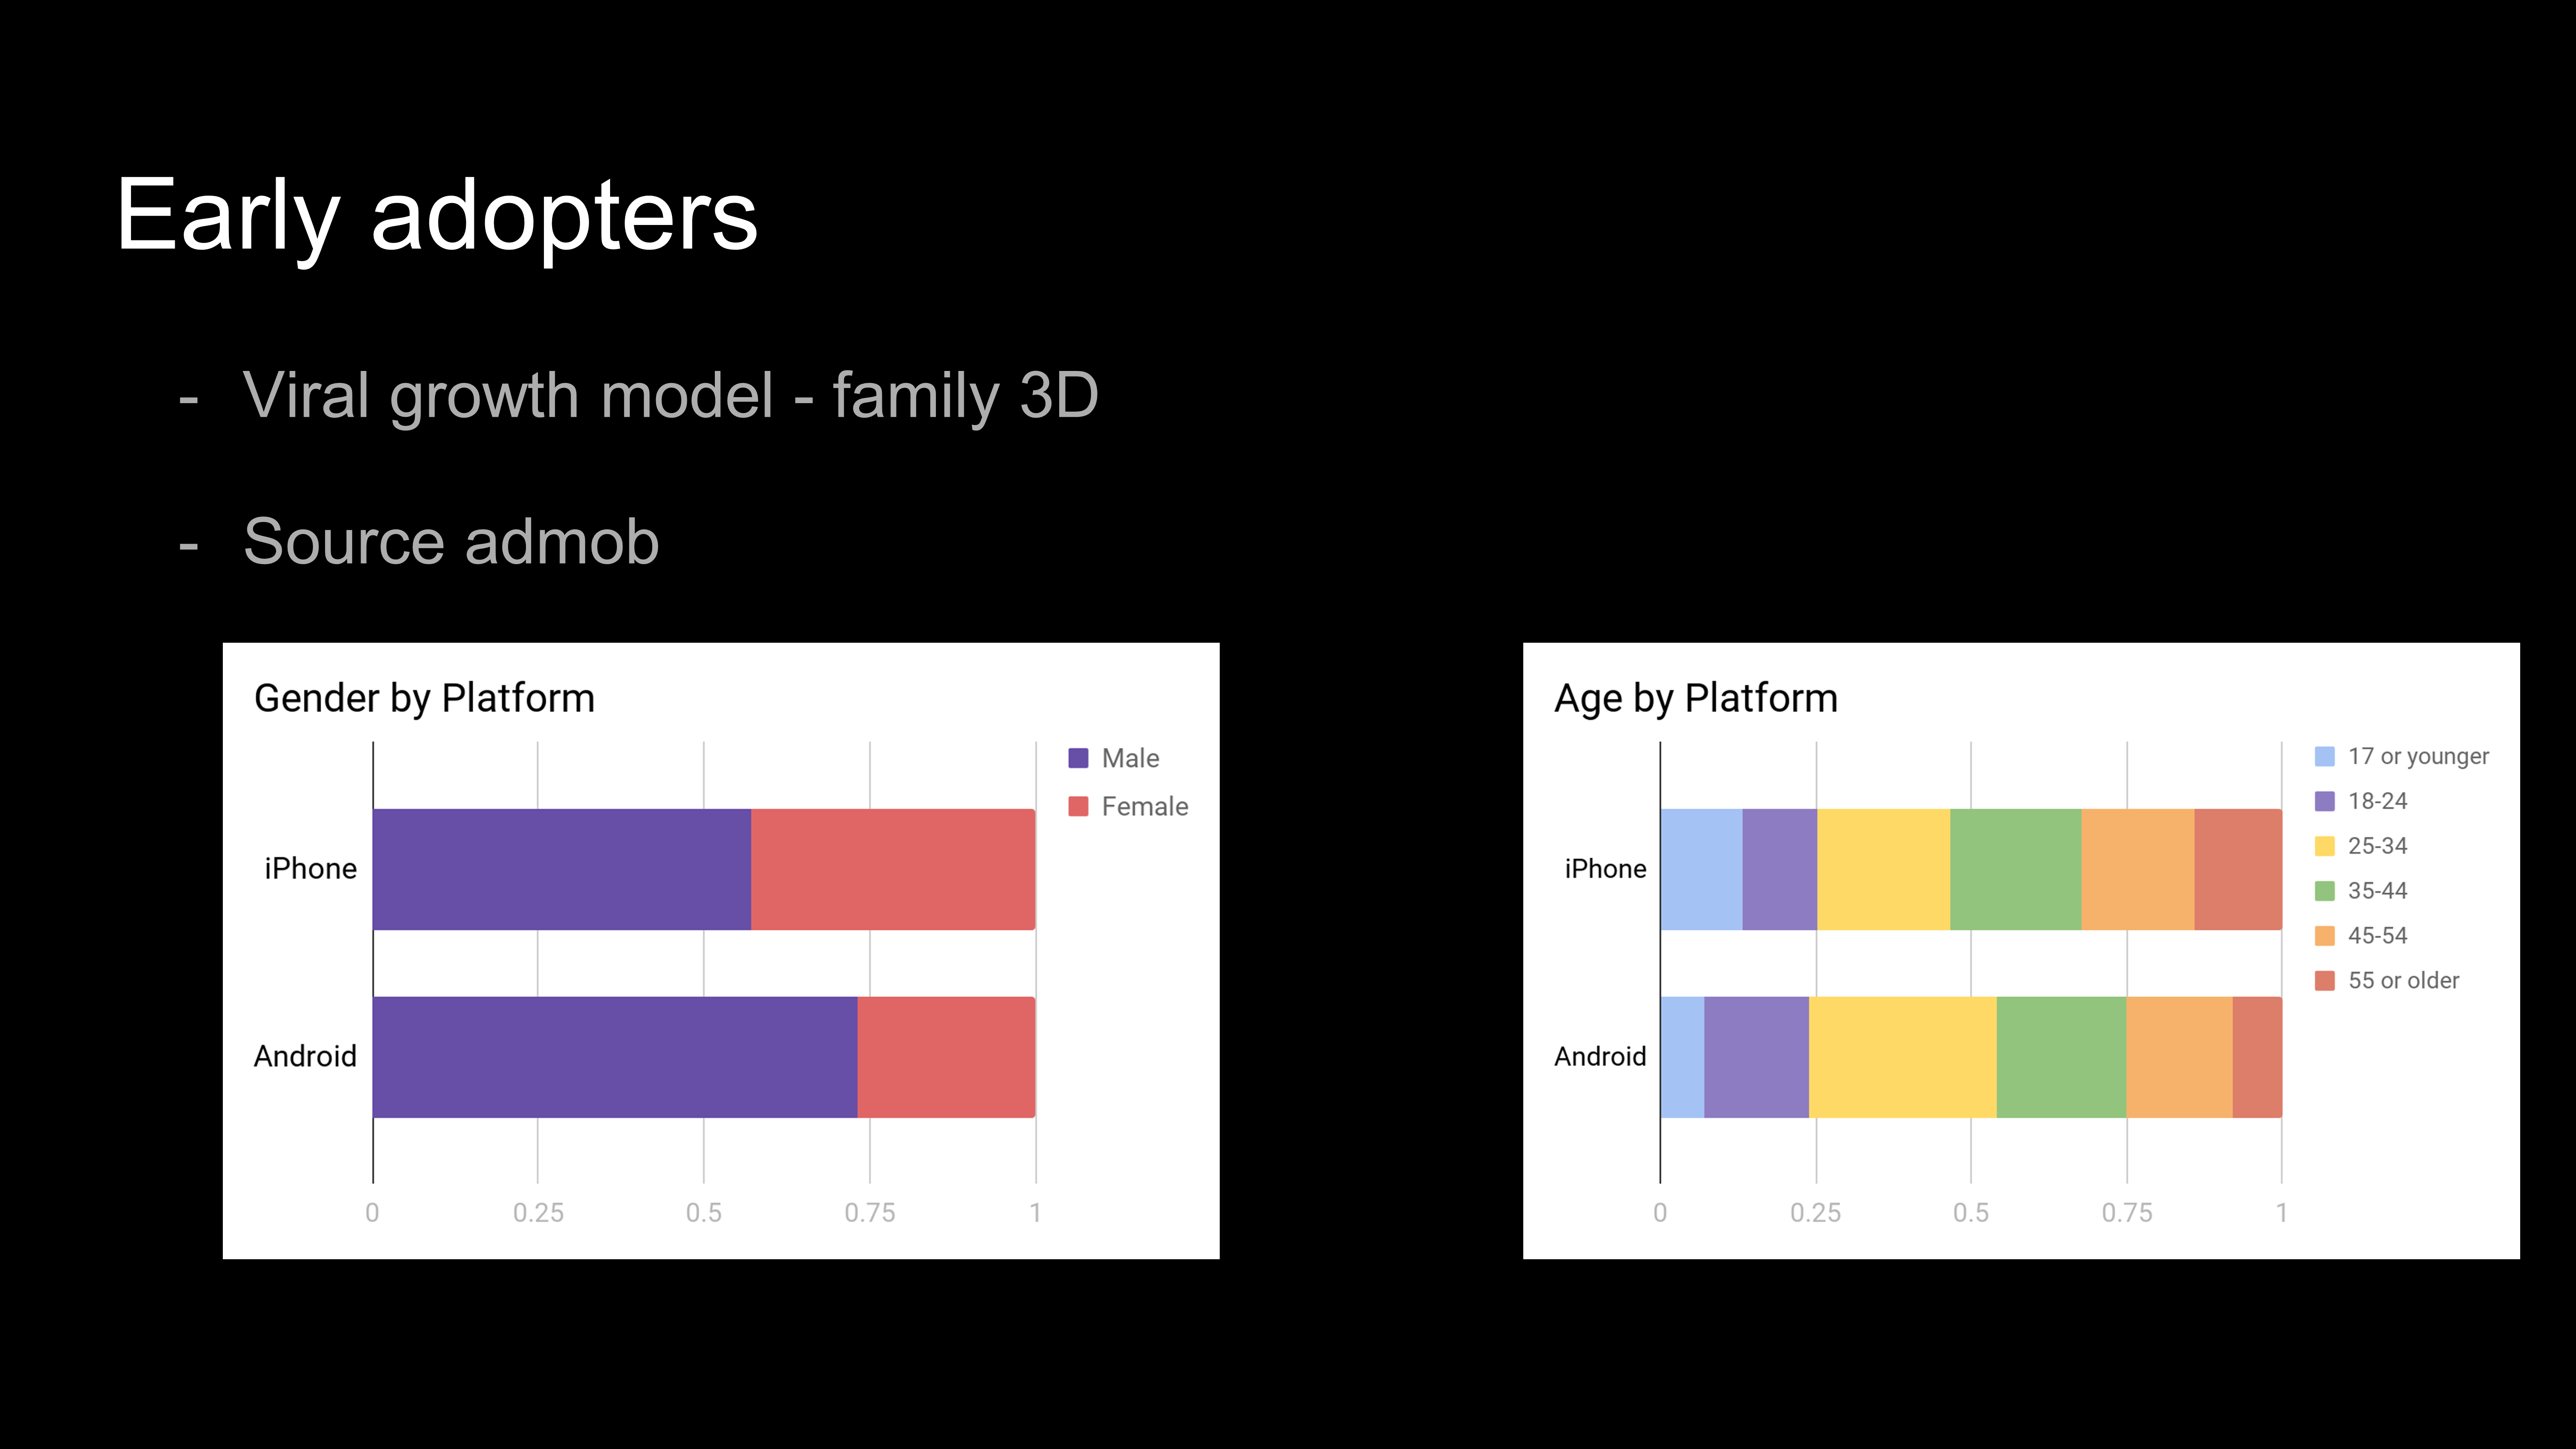 Early adopters
- Viral growth model - family 3D
- Source admob
Gender by Platform
Male
Female
iPhone
Android
0 0.25 0.5 0.75 1
Age by Platform
17 or younger
18-24
25-34
35-44
45-54
55 or older
iPhone
Android
0 0.25 0.5 0.75 1